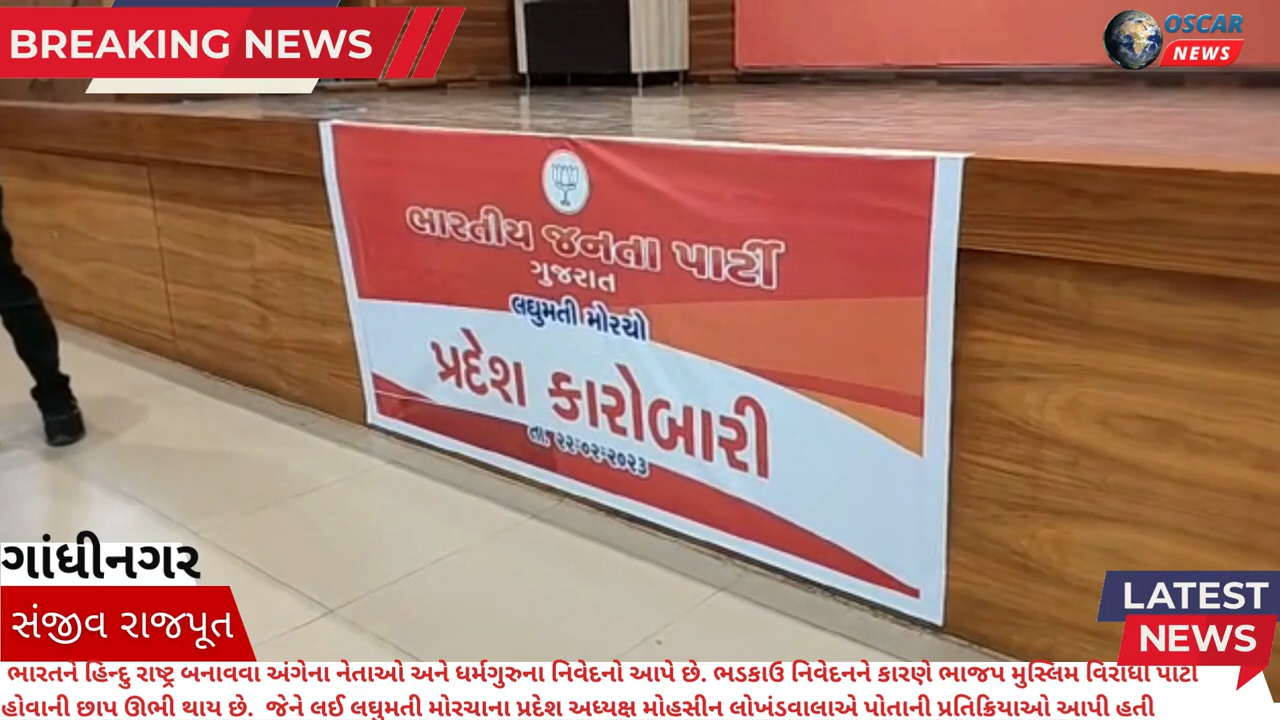 BREAKING NEWS
OSCAR
NEWS
ભારતીય જનતા પાર્ટી
ગુજરાત
લઘુમતી મોરચો
પ્રદેશ કારોબારી
તા. ૨૨-૦૨-૨૦૨૩
ગાંધીનગર
સંજીવ રાજપૂત
LATEST
NEWS
ભારતને હિન્દુ રાષ્ટ્ર બનાવવા અંગેના નેતાઓ અને ધર્મગુરુના નિવેદનો આપે છે. ભડકાઉ નિવેદનને કારણે ભાજપ મુસ્લિમ વિરોધી પાર્ટી
હોવાની છાપ ઊભી થાય છે. જેને લઈ લઘુમતી મોરચાના પ્રદેશ અધ્યક્ષ મોહસીન લોખંડવાલાએ પોતાની પ્રતિક્રિયાઓ આપી હતી